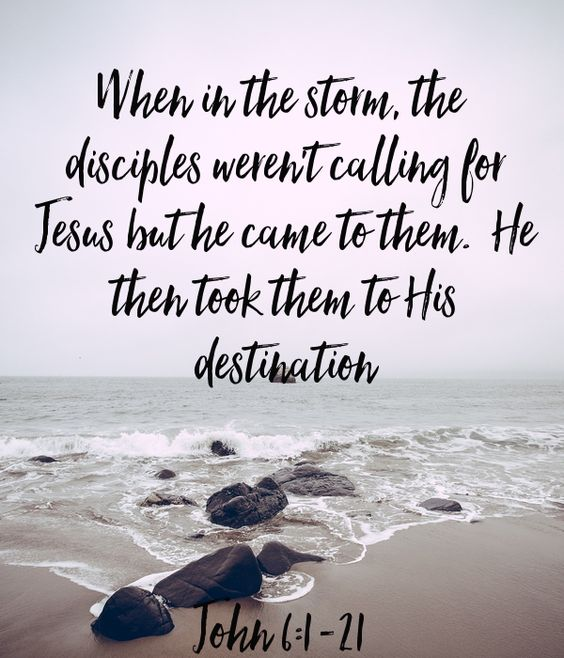 When in the storm, the
disciples weren't calling for
Jesus but he came to them. He
then took them to His
destination
John 6:1-21